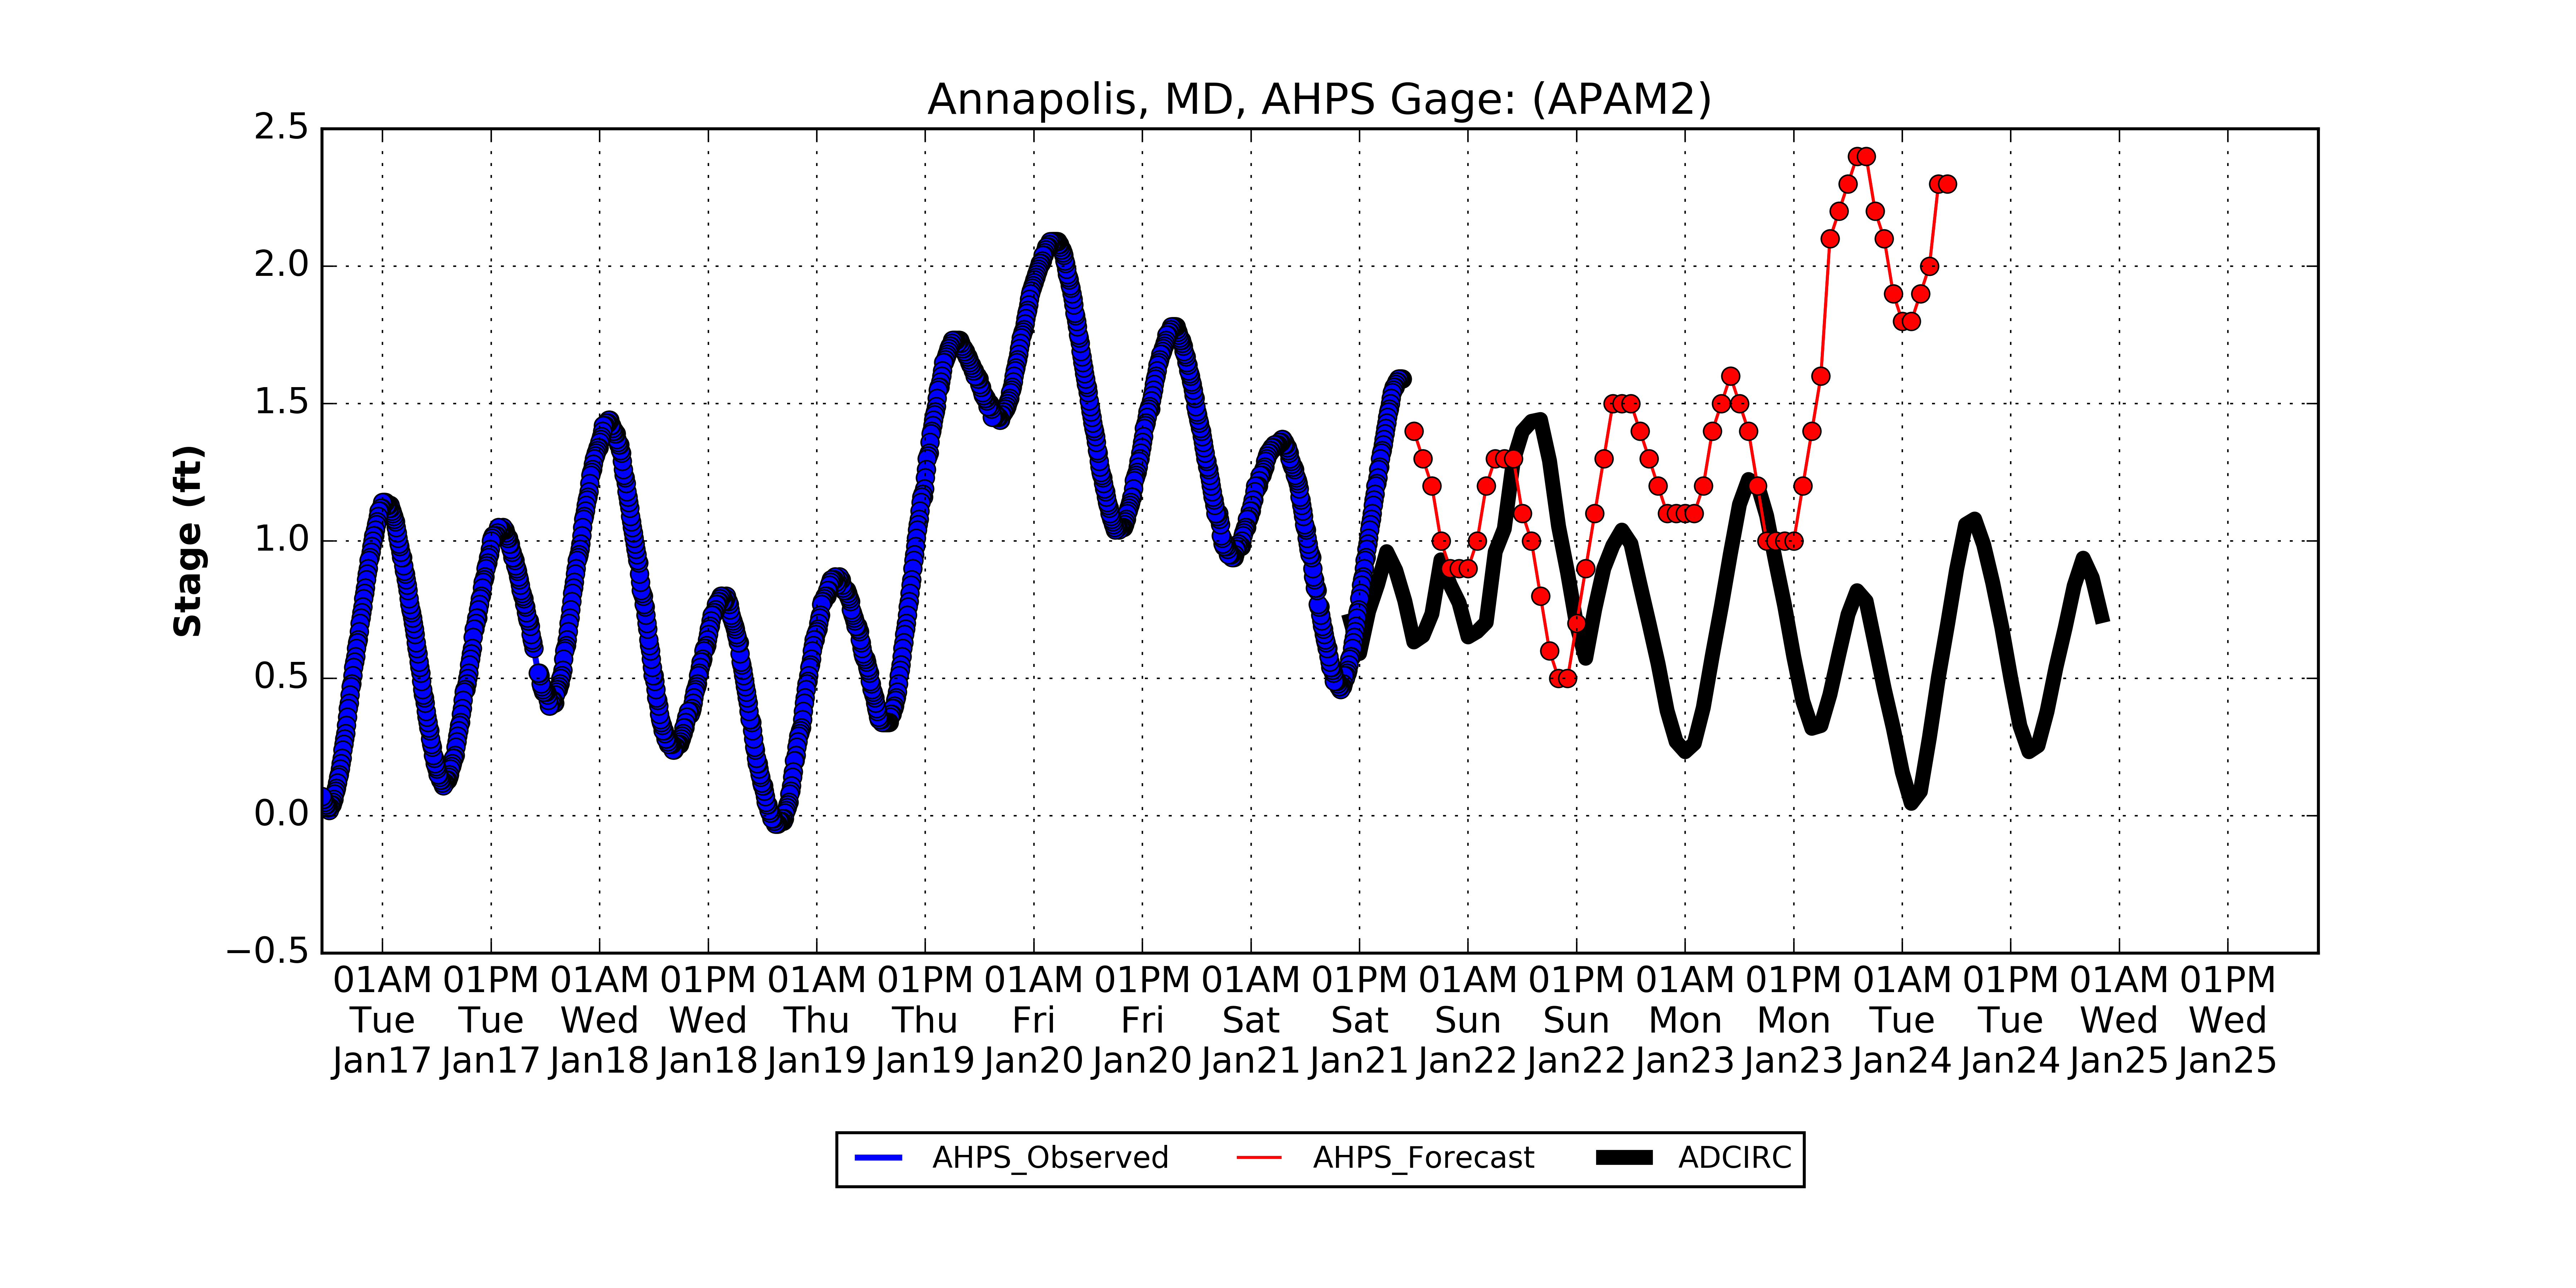 Annapolis, MD, AHPS Gage: (APAM2)
2.5
2.0
1.5
1.0
0.5
0.0
−0.5
Stage (ft)
01AM 01PM 01AM 01PM 01AM 01PM 01AM 01PM 01AM 01PM 01AM 01PM 01AM 01PM 01AM 01PM 01AM 01PM
Tue Tue Wed Wed Thu Thu Fri Fri Sat Sat Sun Sun Mon Mon Tue Tue Wed Wed
Jan17 Jan17 Jan18 Jan18 Jan19 Jan19 Jan20 Jan20 Jan21 Jan21 Jan22 Jan22 Jan23 Jan23 Jan24 Jan24 Jan25 Jan25
AHPS_Observed AHPS_Forecast ADCIRC